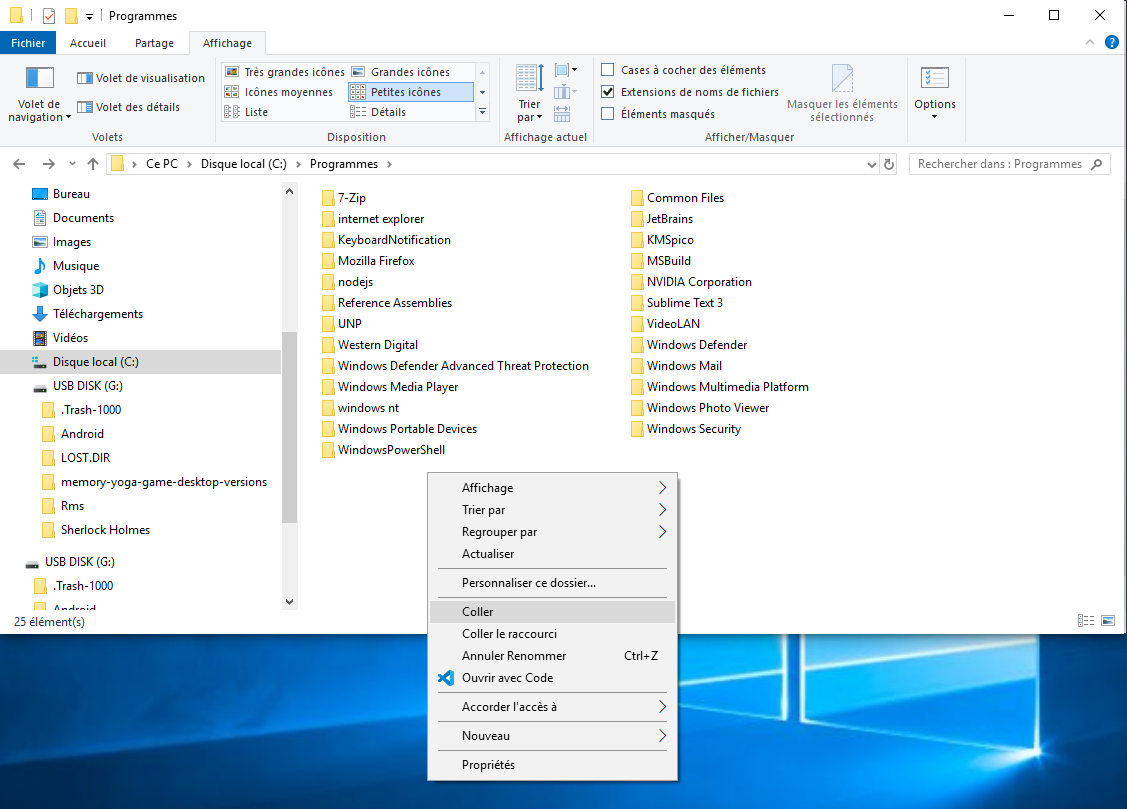 Programmes
Fichier Accueil Partage Affichage
Volet de navigation
Volet de visualisation
Volet des détails
Volets
Très grandes icônes Grandes icônes
Icônes moyennes Petites icônes
Liste Détails
Disposition
Trier par
Affichage actuel
Cases à cocher des éléments
Extensions de noms de fichiers
Éléments masqués
Masquer les éléments sélectionnés
Afficher/Masquer
Options
Ce PC > Disque local (C:) > Programmes >
Rechercher dans : Programmes
Bureau
Documents
Images
Musique
Objets 3D
Téléchargements
Vidéos
Disque local (C:)
USB DISK (G:)
.Trash-1000
Android
LOST.DIR
memory-yoga-game-desktop-versions
Rms
Sherlock Holmes
USB DISK (G:)
.Trash-1000
Android
7-Zip
internet explorer
KeyboardNotification
Mozilla Firefox
nodejs
Reference Assemblies
UNP
Western Digital
Windows Defender Advanced Threat Protection
Windows Media Player
windows nt
Windows Portable Devices
WindowsPowerShell
Common Files
JetBrains
KMSpico
MSBuild
NVIDIA Corporation
Sublime Text 3
VideoLAN
Windows Defender
Windows Mail
Windows Multimedia Platform
Windows Photo Viewer
Windows Security
25 élément(s)
Affichage
Trier par
Regrouper par
Actualiser
Personnaliser ce dossier...
Coller
Coller le raccourci
Annuler Renommer Ctrl+Z
Ouvrir avec Code
Accorder l'accès à
Nouveau
Propriétés